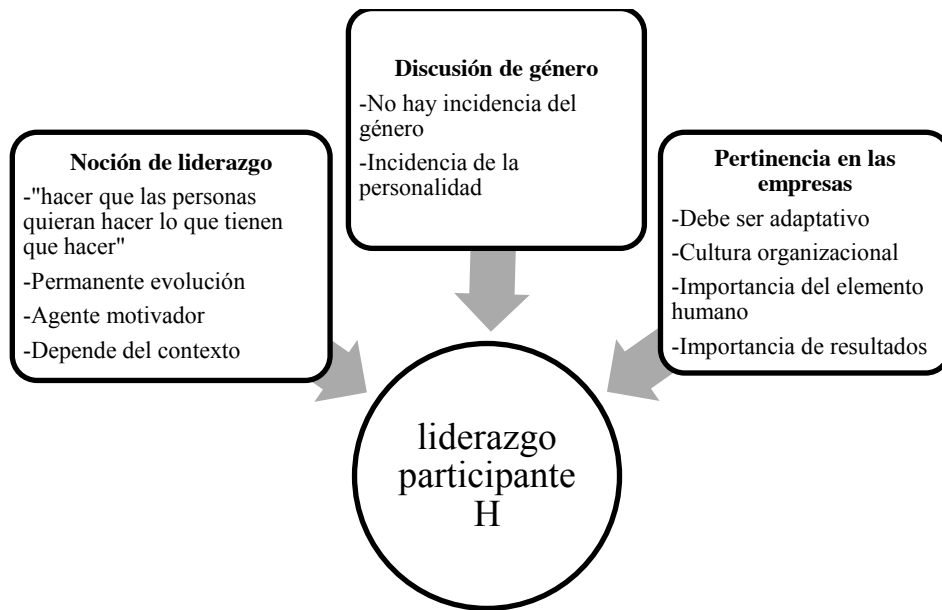 Noción de liderazgo
-"hacer que las personas
quieran hacer lo que tienen
que hacer"
-Permanente evolución
-Agente motivador
-Depende del contexto
Discusión de género
-No hay incidencia del
género
-Incidencia de la
personalidad
Pertinencia en las
empresas
-Debe ser adaptativo
-Cultura organizacional
-Importancia del elemento
humano
-Importancia de resultados
liderazgo
participante
H